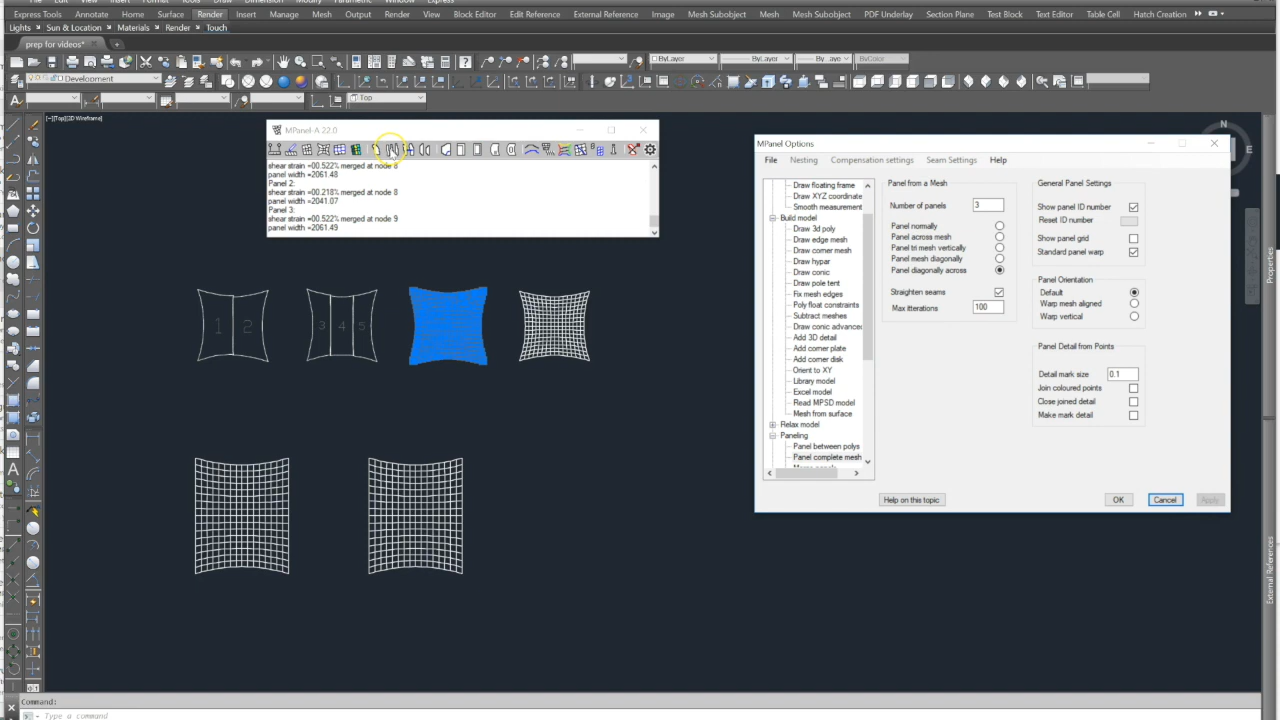 Express Tools Annotate Home Render Insert Manage Mesh Output Render View Block Editor Edit Reference External Reference Image Mesh Subobject Mesh Mesh Subobject PDF Underlay Section Plane Test Block Text Editor Table Cell Hatch Creation
Lights Sun & Location Materials Render Touch
prep for videos*
ByLayer ByLayer ByLaye ByColor
Development
Top
[−][Top][2D Wireframe]
MPanel-A 22.0
shear strain =00.522% merged at node 8
panel width =2061.48
Panel 2:
shear strain =00.218% merged at node 8
panel width =2041.07
Panel 3:
shear strain =00.522% merged at node 9
panel width =2061.49
1 2
3 4 5
MPanel Options
File Nesting Compensation settings Seam Settings Help
Draw floating frame
Draw XYZ coordinate
Smooth measurement
Build model
Draw 3d poly
Draw edge mesh
Draw corner mesh
Draw hypar
Draw conic
Draw pole tent
Fix mesh edges
Poly float constraints
Subtract meshes
Draw conic advanced
Add 3D detail
Add corner plate
Add corner disk
Orient to XY
Library model
Excel model
Read MPSD model
Mesh from surface
Relax model
Paneling
Panel between polys
Panel complete mesh
Panel from a Mesh
Number of panels 3
Panel normally
Panel across mesh
Panel tri mesh vertically
Panel mesh diagonally
Panel diagonally across
Straighten seams
Max itterations 100
General Panel Settings
Show panel ID number
Reset ID number
Show panel grid
Standard panel warp
Panel Orientation
Default
Warp mesh aligned
Warp vertical
Panel Detail from Points
Detail mark size 0.1
Join coloured points
Close joined detail
Make mark detail
Help on this topic OK Cancel Apply
N
E
Properties
External References
Command:
Type a command